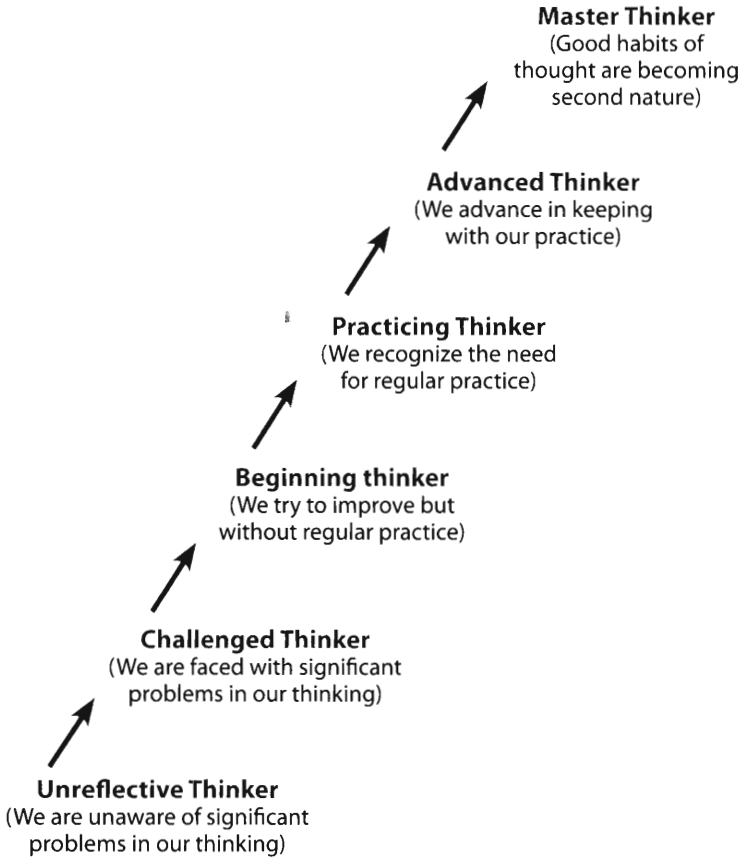 Master Thinker
(Good habits of
thought are becoming
second nature)
Advanced Thinker
(We advance in keeping
with our practice)
Practicing Thinker
(We recognize the need
for regular practice)
Beginning thinker
(We try to improve but
without regular practice)
Challenged Thinker
(We are faced with significant
problems in our thinking)
Unreflective Thinker
(We are unaware of significant
problems in our thinking)